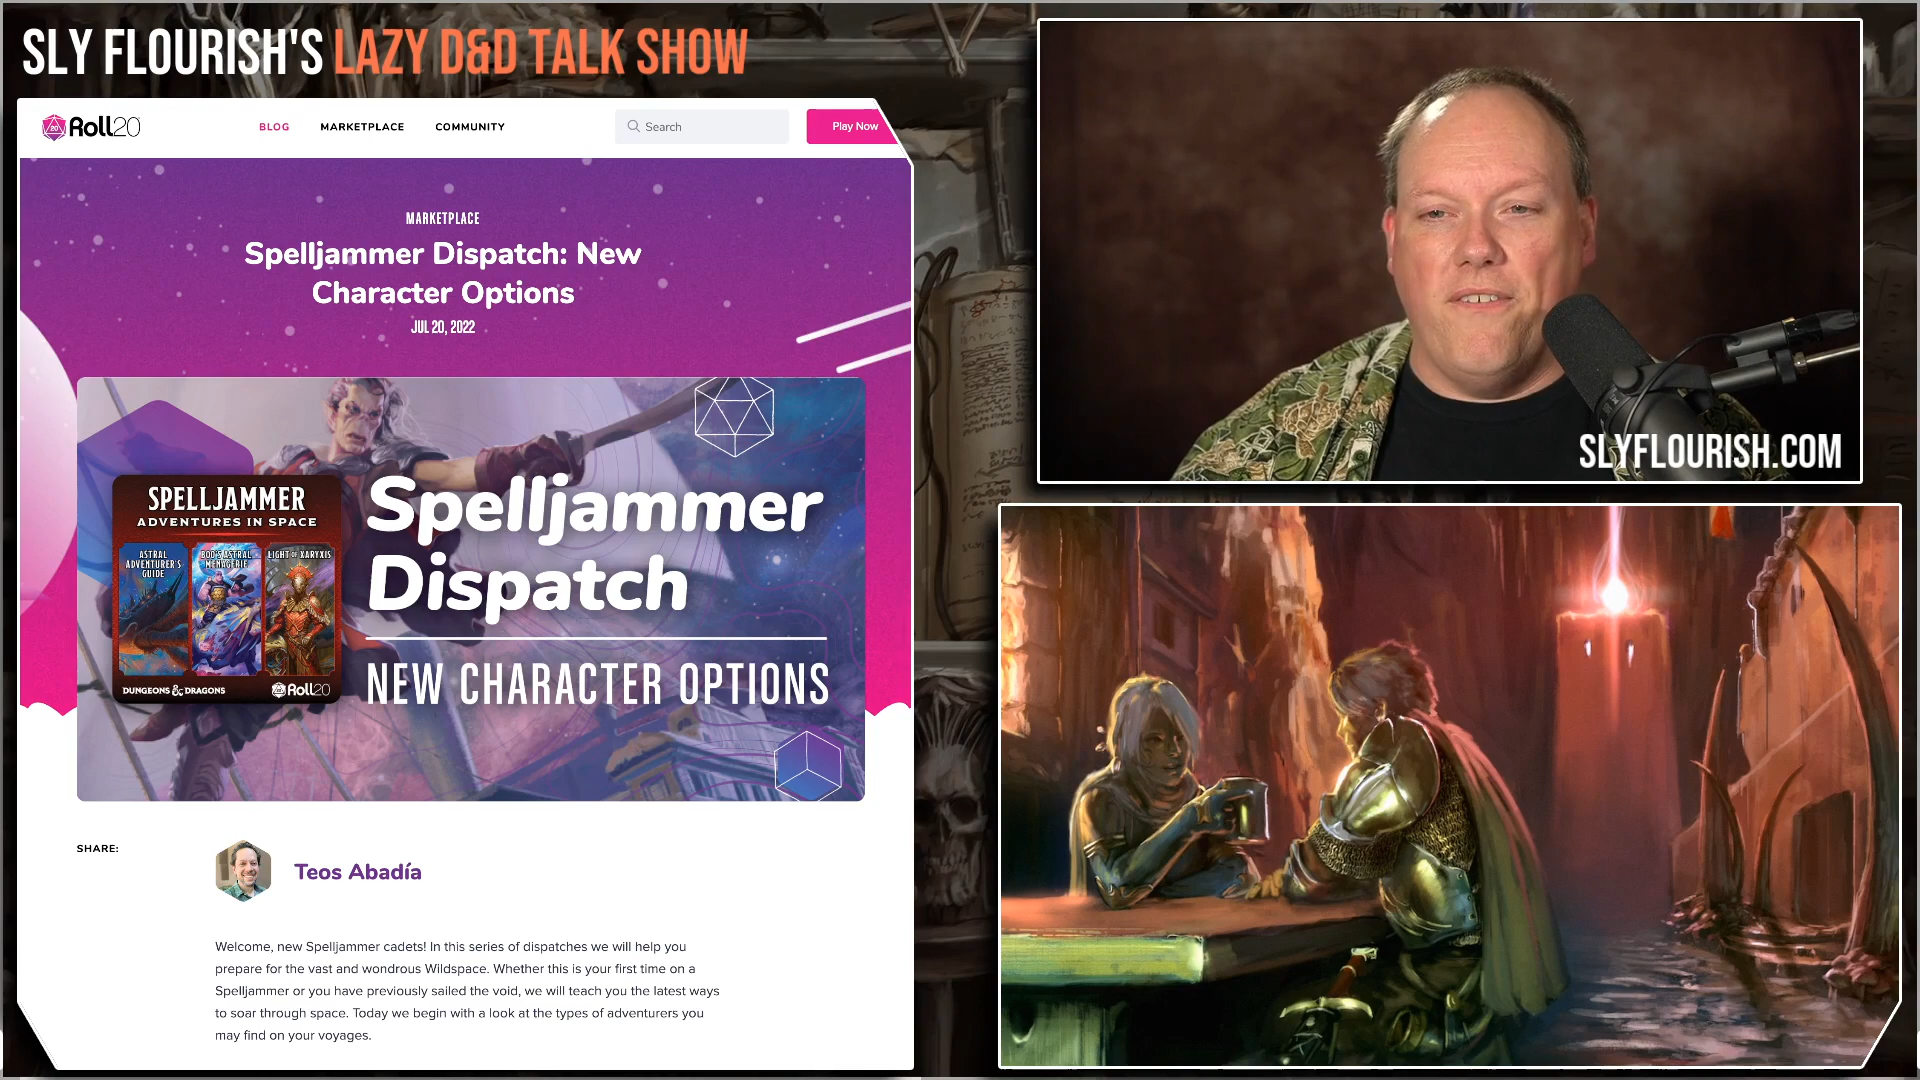 SLY FLOURISH'S LAZY D&D TALK SHOW
Roll20
BLOG MARKETPLACE COMMUNITY
Search
Play Now
MARKETPLACE
Spelljammer Dispatch: New
Character Options
JUL 20, 2022
SPELLJAMMER
ADVENTURES IN SPACE
ASTRAL
ADVENTURER'S
GUIDE
BOO'S ASTRAL
MENAGERIE
LIGHT OF XARYXIS
DUNGEONS & DRAGONS
Roll20
Spelljammer
Dispatch
NEW CHARACTER OPTIONS
SHARE:
Teos Abadía
Welcome, new Spelljammer cadets! In this series of dispatches we will help you
prepare for the vast and wondrous Wildspace. Whether this is your first time on a
Spelljammer or you have previously sailed the void, we will teach you the latest ways
to soar through space. Today we begin with a look at the types of adventurers you
may find on your voyages.
SLYFLOURISH.COM